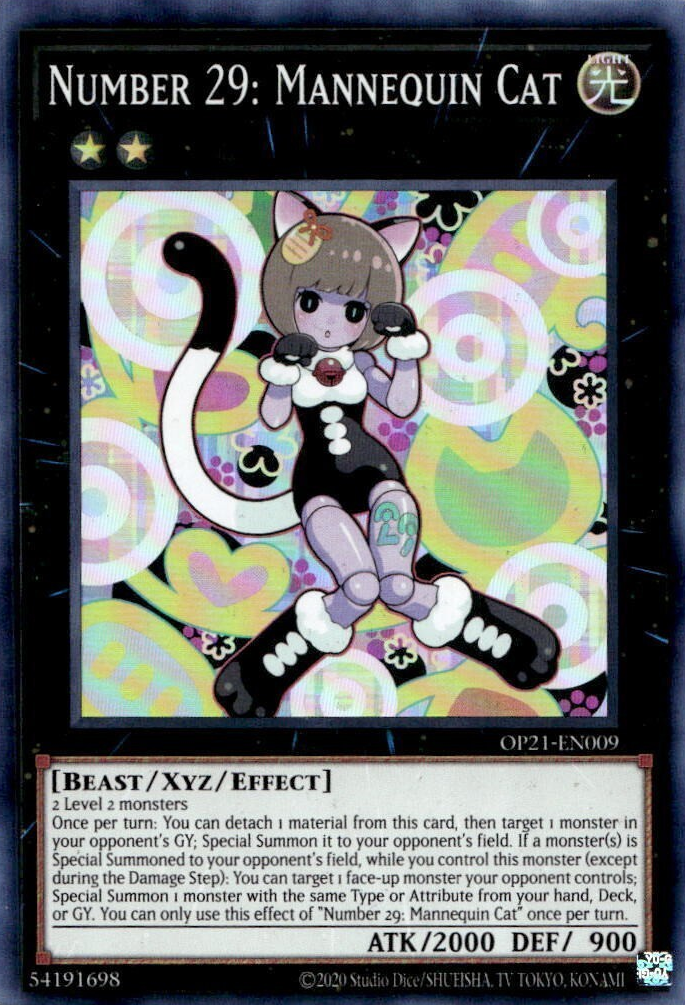 NUMBER 29: MANNEQUIN CAT
LIGHT
光
29
OP21-EN009
[BEAST/XYZ/EFFECT]
2 Level 2 monsters
Once per turn: You can detach 1 material from this card, then target 1 monster in
your opponent's GY; Special Summon it to your opponent's field. If a monster(s) is
Special Summoned to your opponent's field, while you control this monster (except
during the Damage Step): You can target 1 face-up monster your opponent controls;
Special Summon 1 monster with the same Type or Attribute from your hand, Deck,
or GY. You can only use this effect of "Number 29: Mannequin Cat" once per turn.
ATK/2000 DEF/ 900
54191698
©2020 Studio Dice/SHUEISHA, TV TOKYO, KONAMI